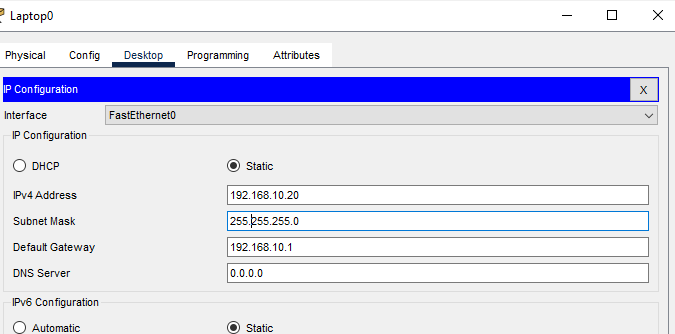 Laptop0
Physical Config Desktop Programming Attributes
IP Configuration X
Interface FastEthernet0
IP Configuration
DHCP Static
IPv4 Address 192.168.10.20
Subnet Mask 255.255.255.0
Default Gateway 192.168.10.1
DNS Server 0.0.0.0
IPv6 Configuration
Automatic Static